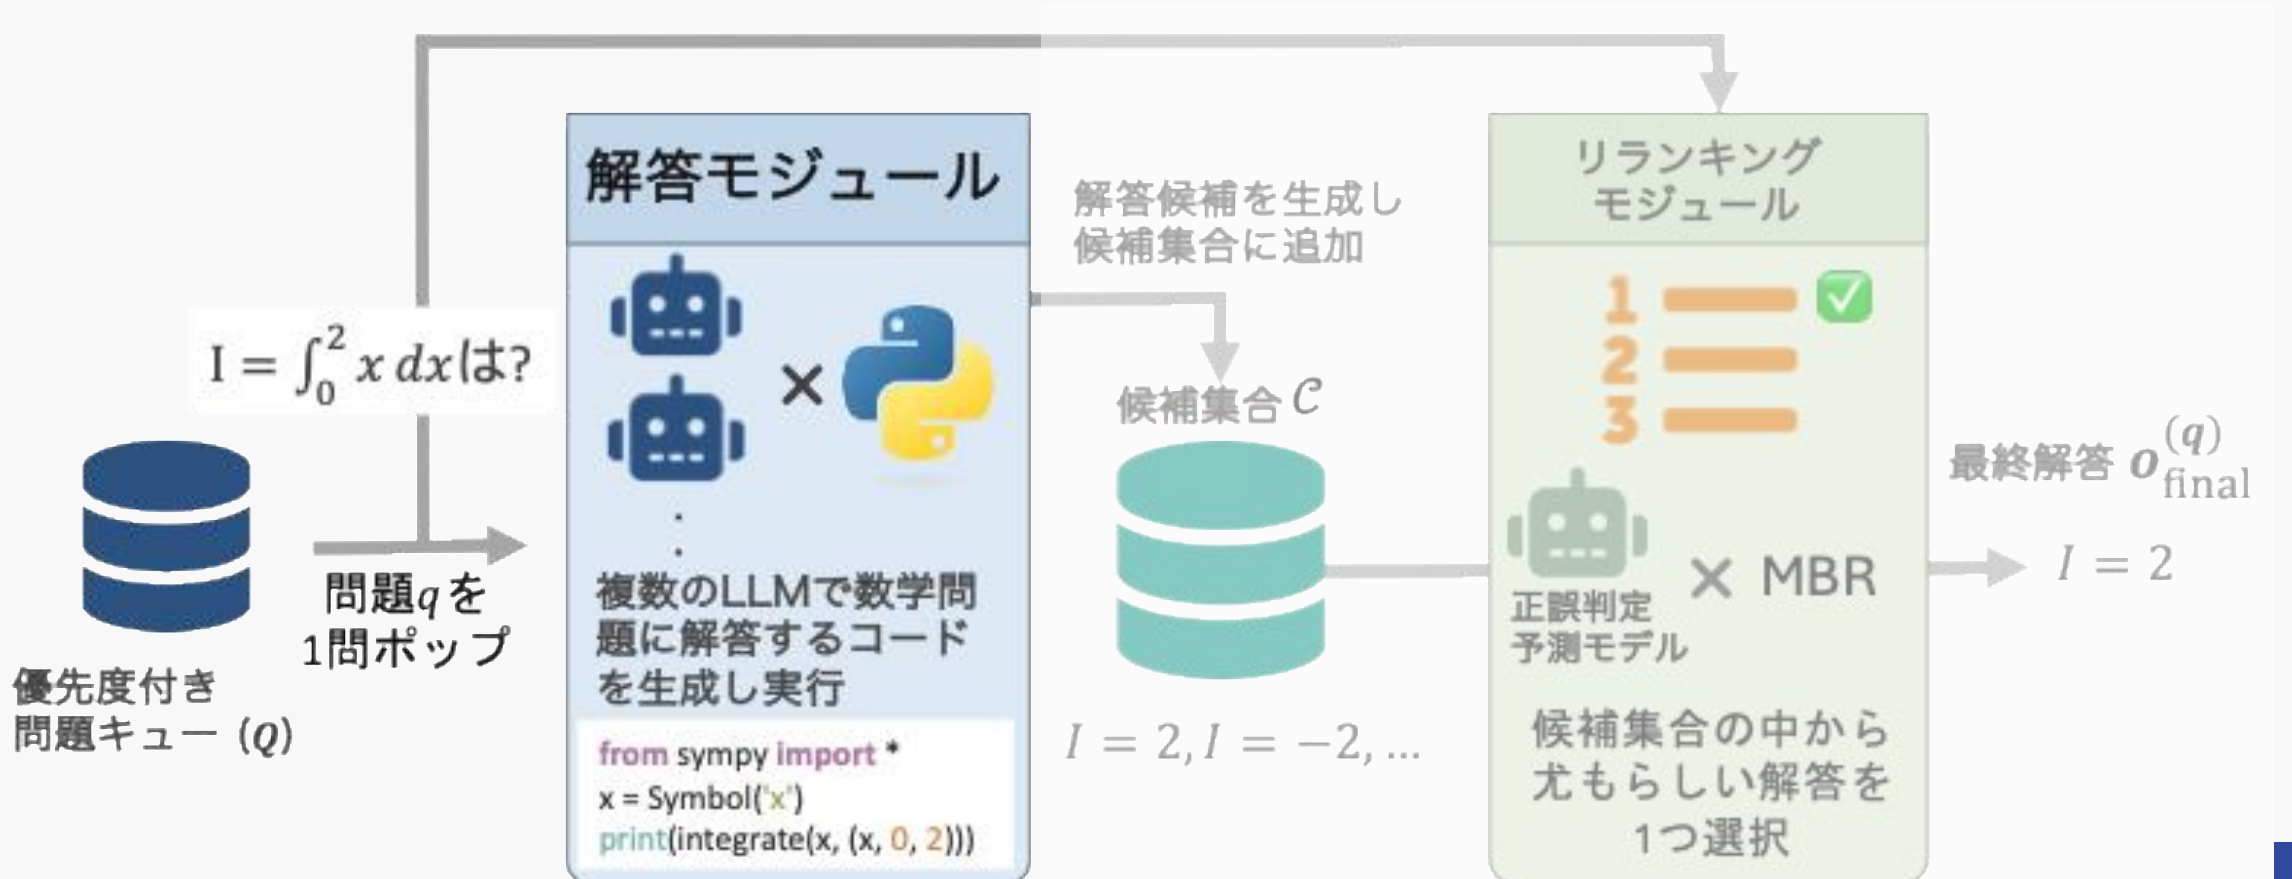 I = ∫₀² x dxは?
優先度付き
問題キュー (Q)
問題qを
1問ポップ
解答モジュール
×
複数のLLMで数学問
題に解答するコード
を生成し実行
from sympy import *
x = Symbol('x')
print(integrate(x, (x, 0, 2)))
解答候補を生成し
候補集合に追加
候補集合 𝒞
I = 2, I = −2, ...
リランキング
モジュール
1
2
3
正誤判定
予測モデル
× MBR
候補集合の中から
尤もらしい解答を
1つ選択
最終解答 o_final^(q)
I = 2